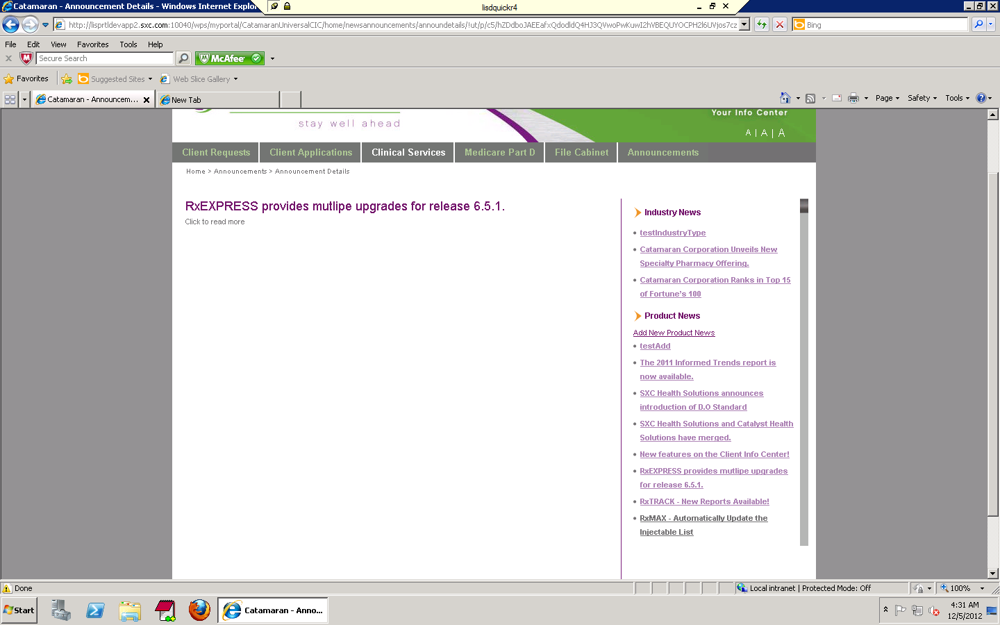 Catamaran - Announcement Details - Windows Internet Explo
lisdquickr4
http://lisprtldevapp2.sxc.com:10040/wps/myportal/CatamaranUniversalCIC/home/newsannouncements/announdetails/!ut/p/c5/
Bing
File Edit View Favorites Tools Help
Secure Search
McAfee
Favorites
Suggested Sites
Web Slice Gallery
Catamaran - Announcem...
New Tab
Page
Safety
Tools
Your Info Center
stay well ahead
A | A | A
Client Requests
Client Applications
Clinical Services
Medicare Part D
File Cabinet
Announcements
Home > Announcements > Announcement Details
RxEXPRESS provides mutlipe upgrades for release 6.5.1.
Click to read more
Industry News
testIndustryType
Catamaran Corporation Unveils New
Specialty Pharmacy Offering.
Catamaran Corporation Ranks in Top 15
of Fortune's 100
Product News
Add New Product News
testAdd
The 2011 Informed Trends report is
now available.
SXC Health Solutions announces
introduction of D.O Standard
SXC Health Solutions and Catalyst Health
Solutions have merged.
New features on the Client Info Center!
RxEXPRESS provides mutlipe upgrades
for release 6.5.1.
RxTRACK - New Reports Available!
RxMAX - Automatically Update the
Injectable List
Done
Local intranet | Protected Mode: Off
100%
Start
Catamaran - Anno...
4:31 AM
12/5/2012